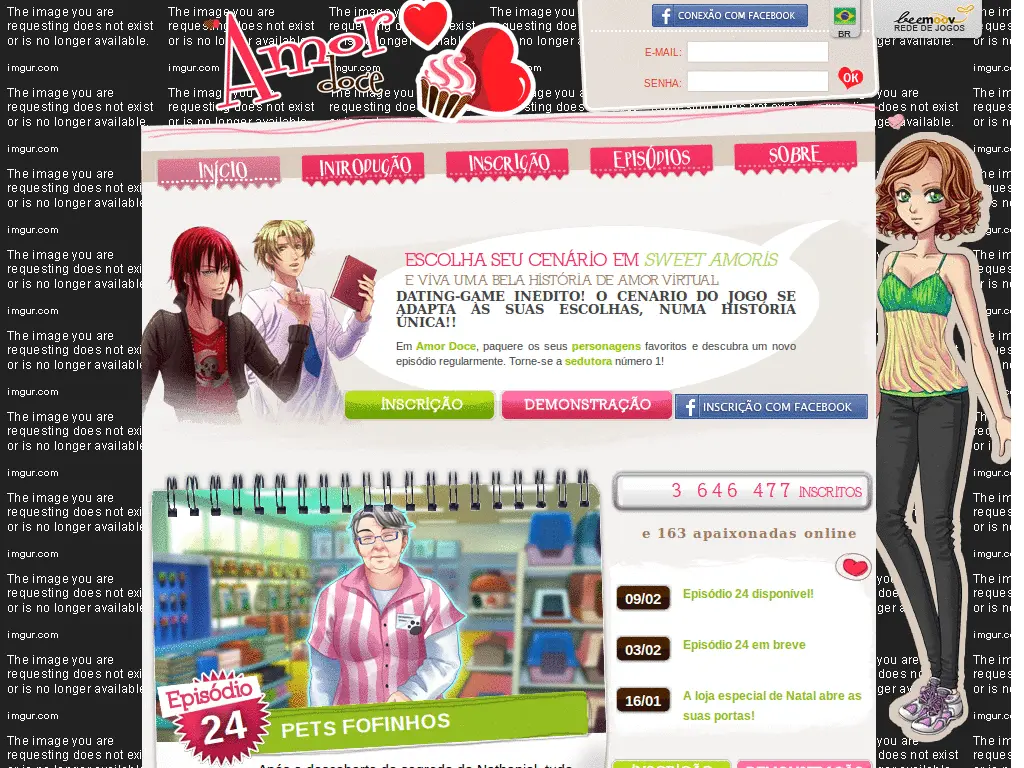 The image you are
requesting does not exist
or is no longer available.
imgur.com
Amor
doce
CONEXÃO COM FACEBOOK
BR
beemoov
REDE DE JOGOS
E-MAIL:
SENHA:
OK
INÍCIO
INTRODUÇÃO
INSCRIÇÃO
EPISÓDIOS
SOBRE
ESCOLHA SEU CENÁRIO EM SWEET AMORIS
E VIVA UMA BELA HISTÓRIA DE AMOR VIRTUAL
DATING-GAME INEDITO! O CENARIO DO JOGO SE
ADAPTA AS SUAS ESCOLHAS, NUMA HISTÓRIA
ÚNICA!!
Em Amor Doce, paquere os seus personagens favoritos e descubra um novo
episódio regularmente. Torne-se a sedutora número 1!
INSCRIÇÃO
DEMONSTRAÇÃO
INSCRIÇÃO COM FACEBOOK
3 646 477 INSCRITOS
e 163 apaixonadas online
09/02
Episódio 24 disponível!
03/02
Episódio 24 em breve
16/01
A loja especial de Natal abre as
suas portas!
Episódio
24
PETS FOFINHOS